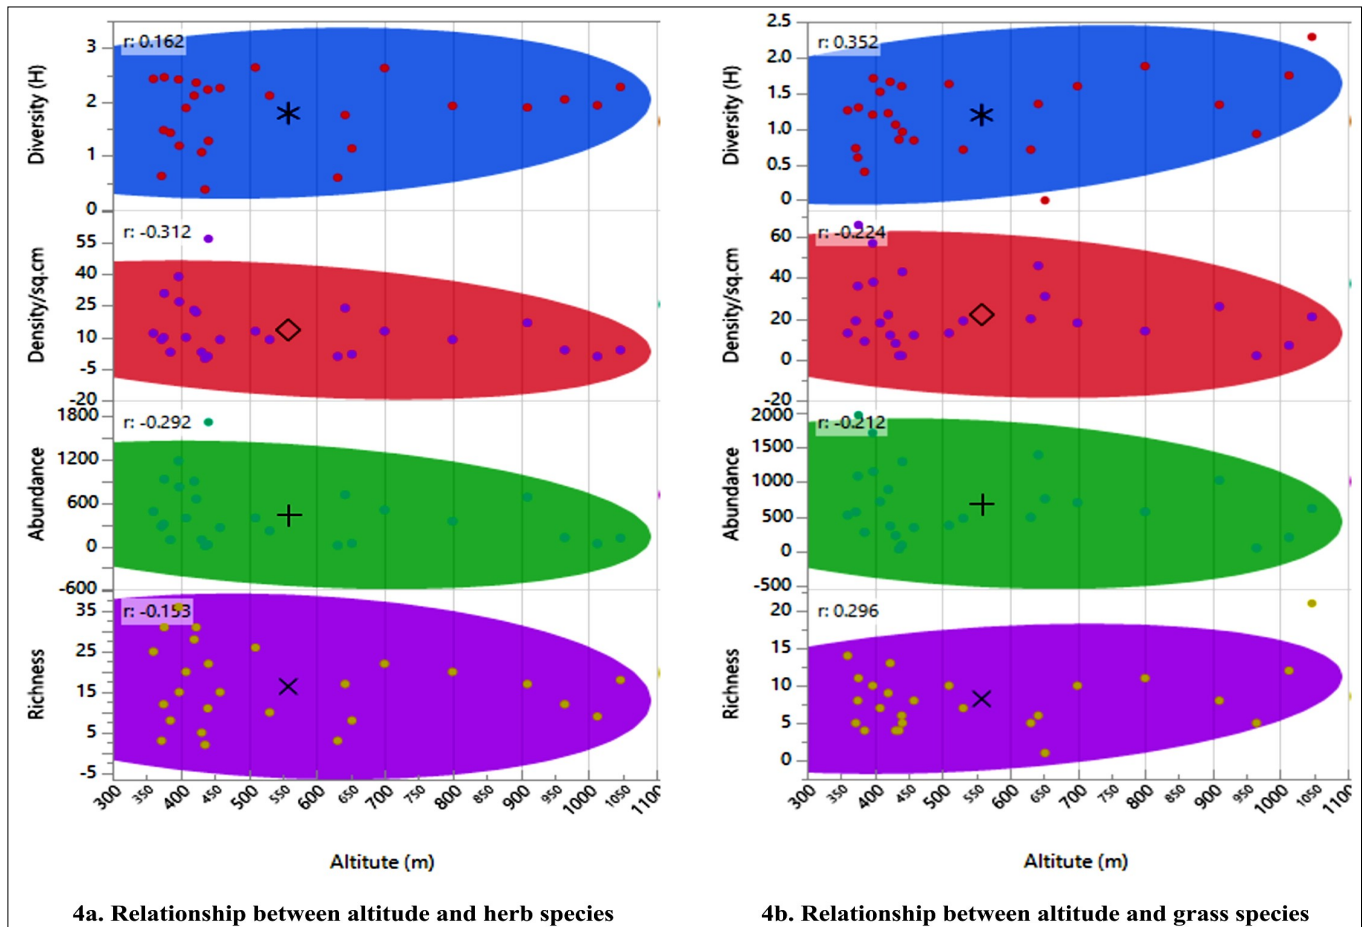 r: 0.162
3
2
1
0
Diversity (H)
r: -0.312
55
40
25
10
-5
-20
Density/sq.cm
r: -0.292
1800
1200
600
0
-600
Abundance
r: -0.153
35
25
15
5
-5
Richness
300 350 400 450 500 550 600 650 700 750 800 850 900 950 1000 1050 1100
Altitute (m)
4a. Relationship between altitude and herb species
r: 0.352
2.5
2.0
1.5
1.0
0.5
0
Diversity (H)
r: -0.224
60
40
20
0
-20
Density/sq.cm
r: -0.212
2000
1500
1000
500
0
-500
Abundance
r: 0.296
20
15
10
5
0
Richness
300 350 400 450 500 550 600 650 700 750 800 850 900 950 1000 1050 1100
Altitute (m)
4b. Relationship between altitude and grass species